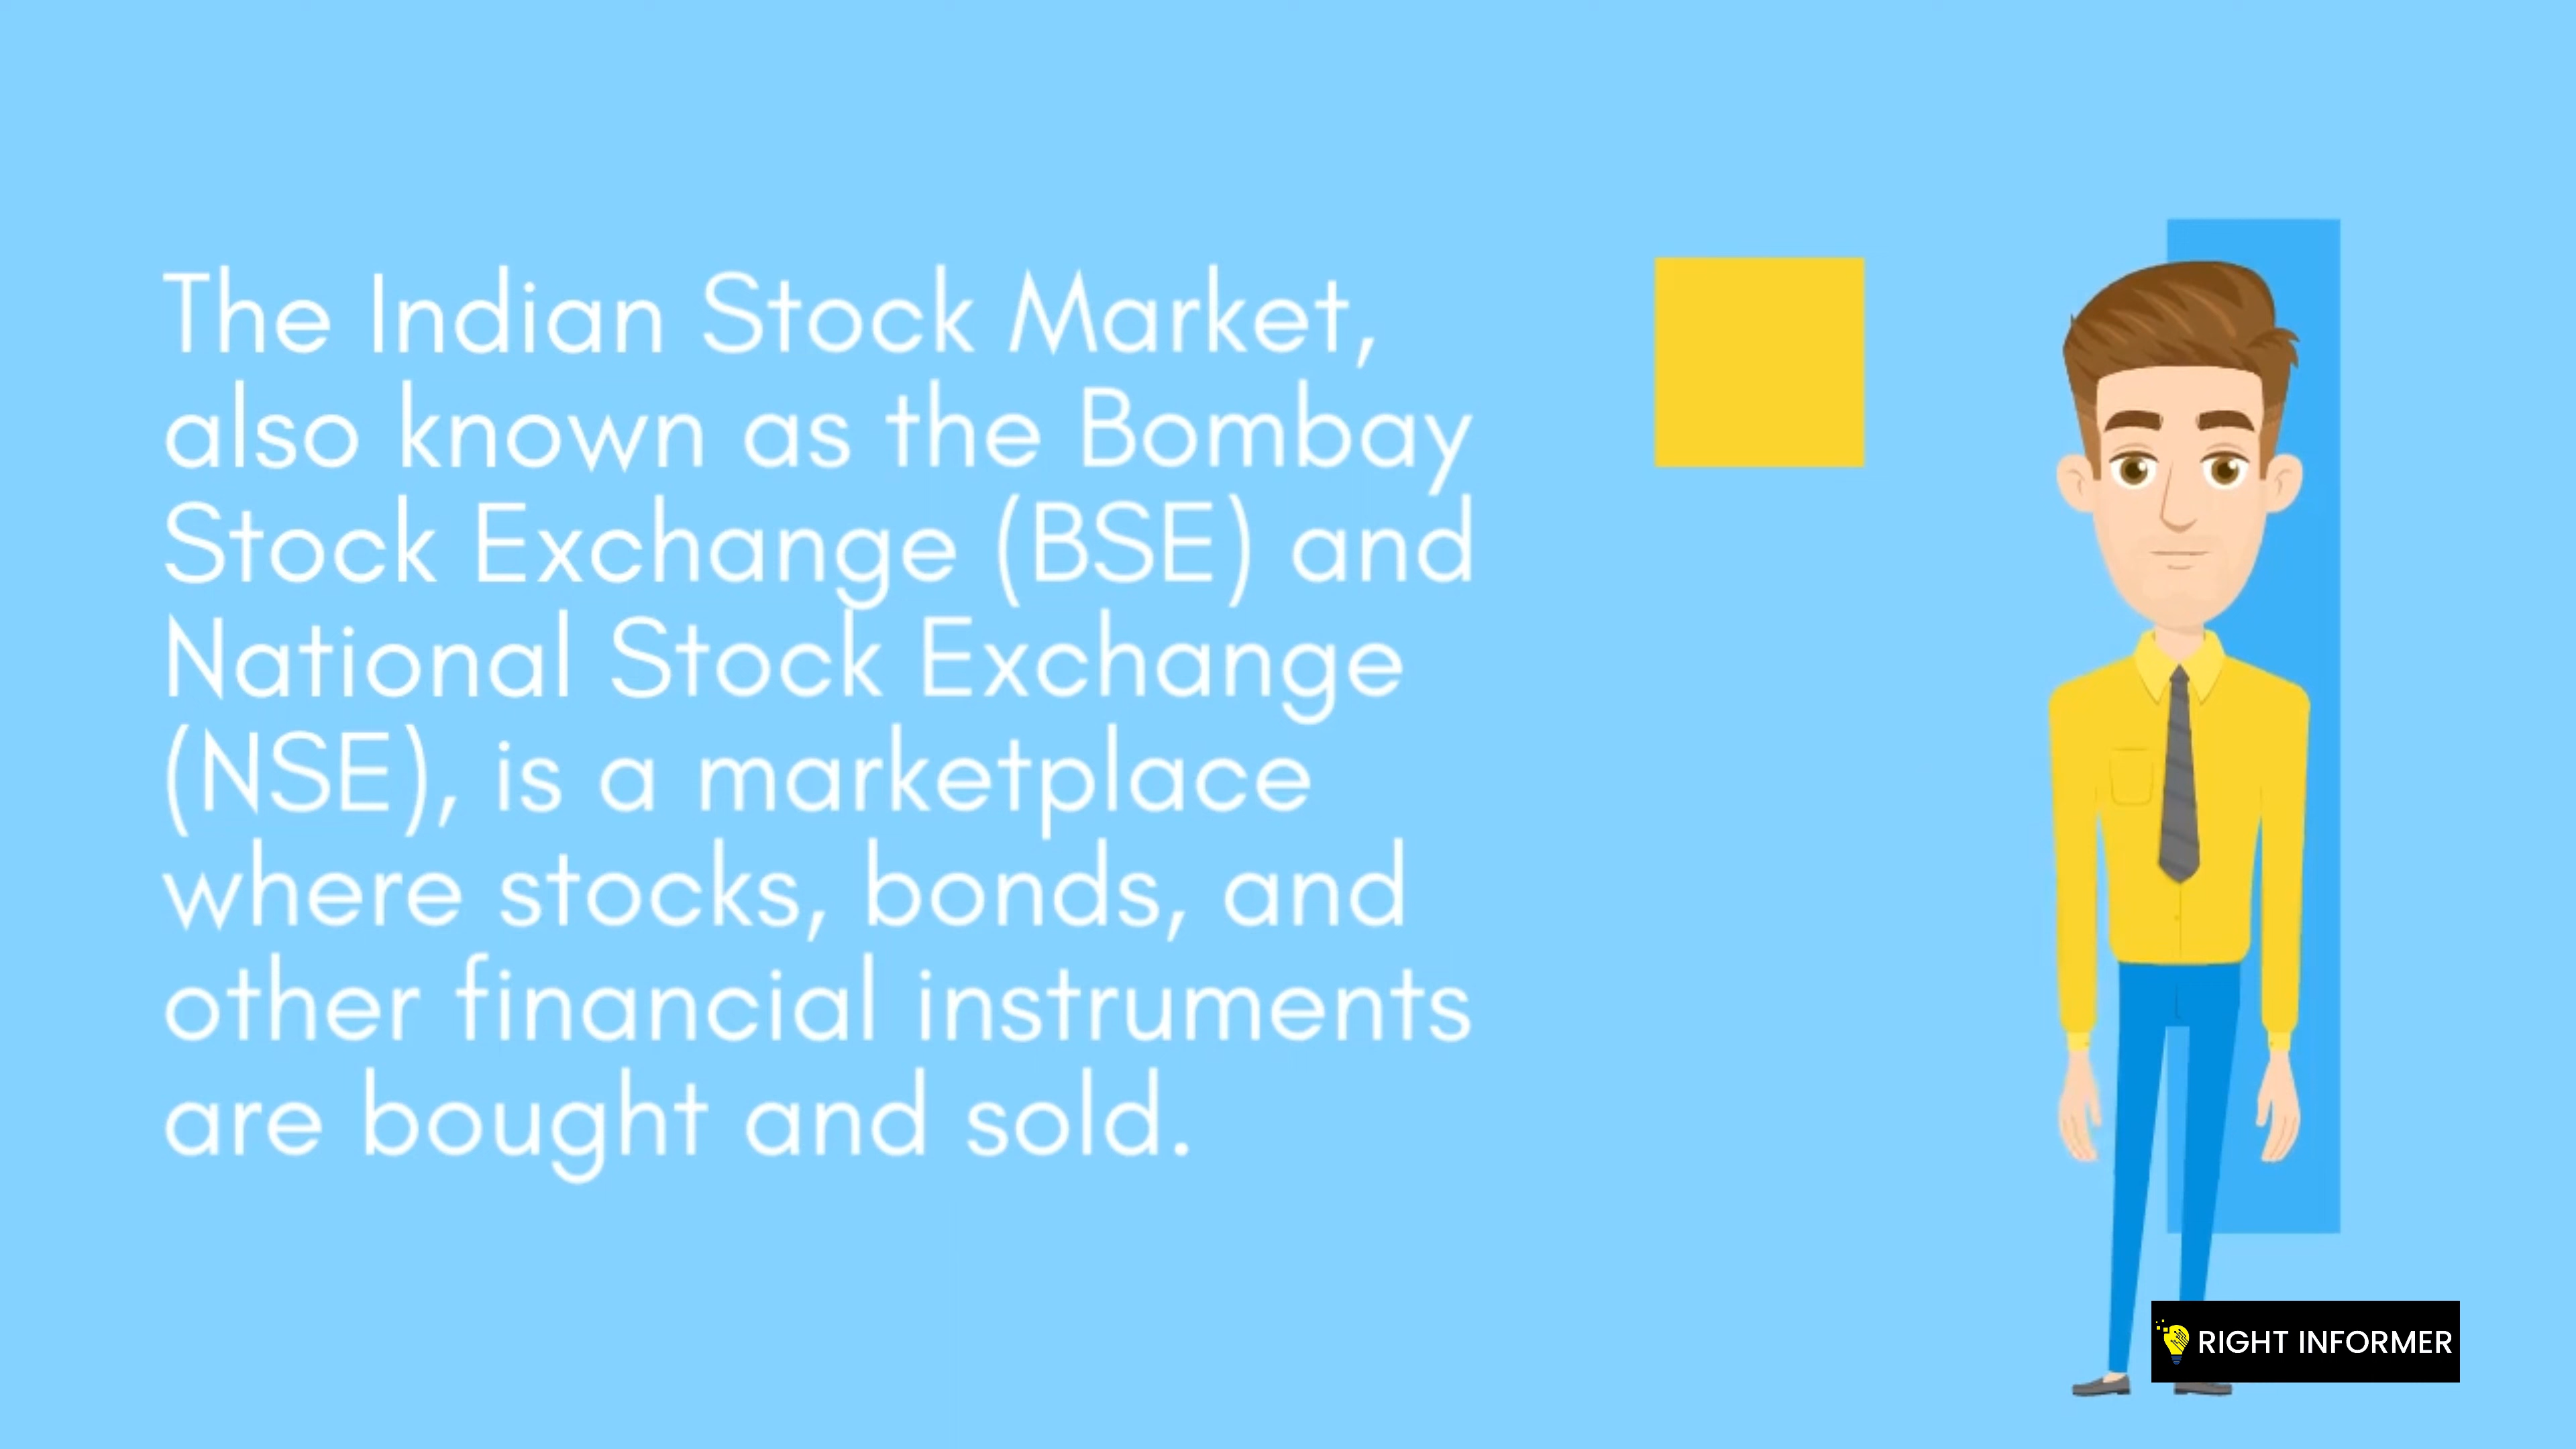 The Indian Stock Market,
also known as the Bombay
Stock Exchange (BSE) and
National Stock Exchange
(NSE), is a marketplace
where stocks, bonds, and
other financial instruments
are bought and sold.
RIGHT INFORMER